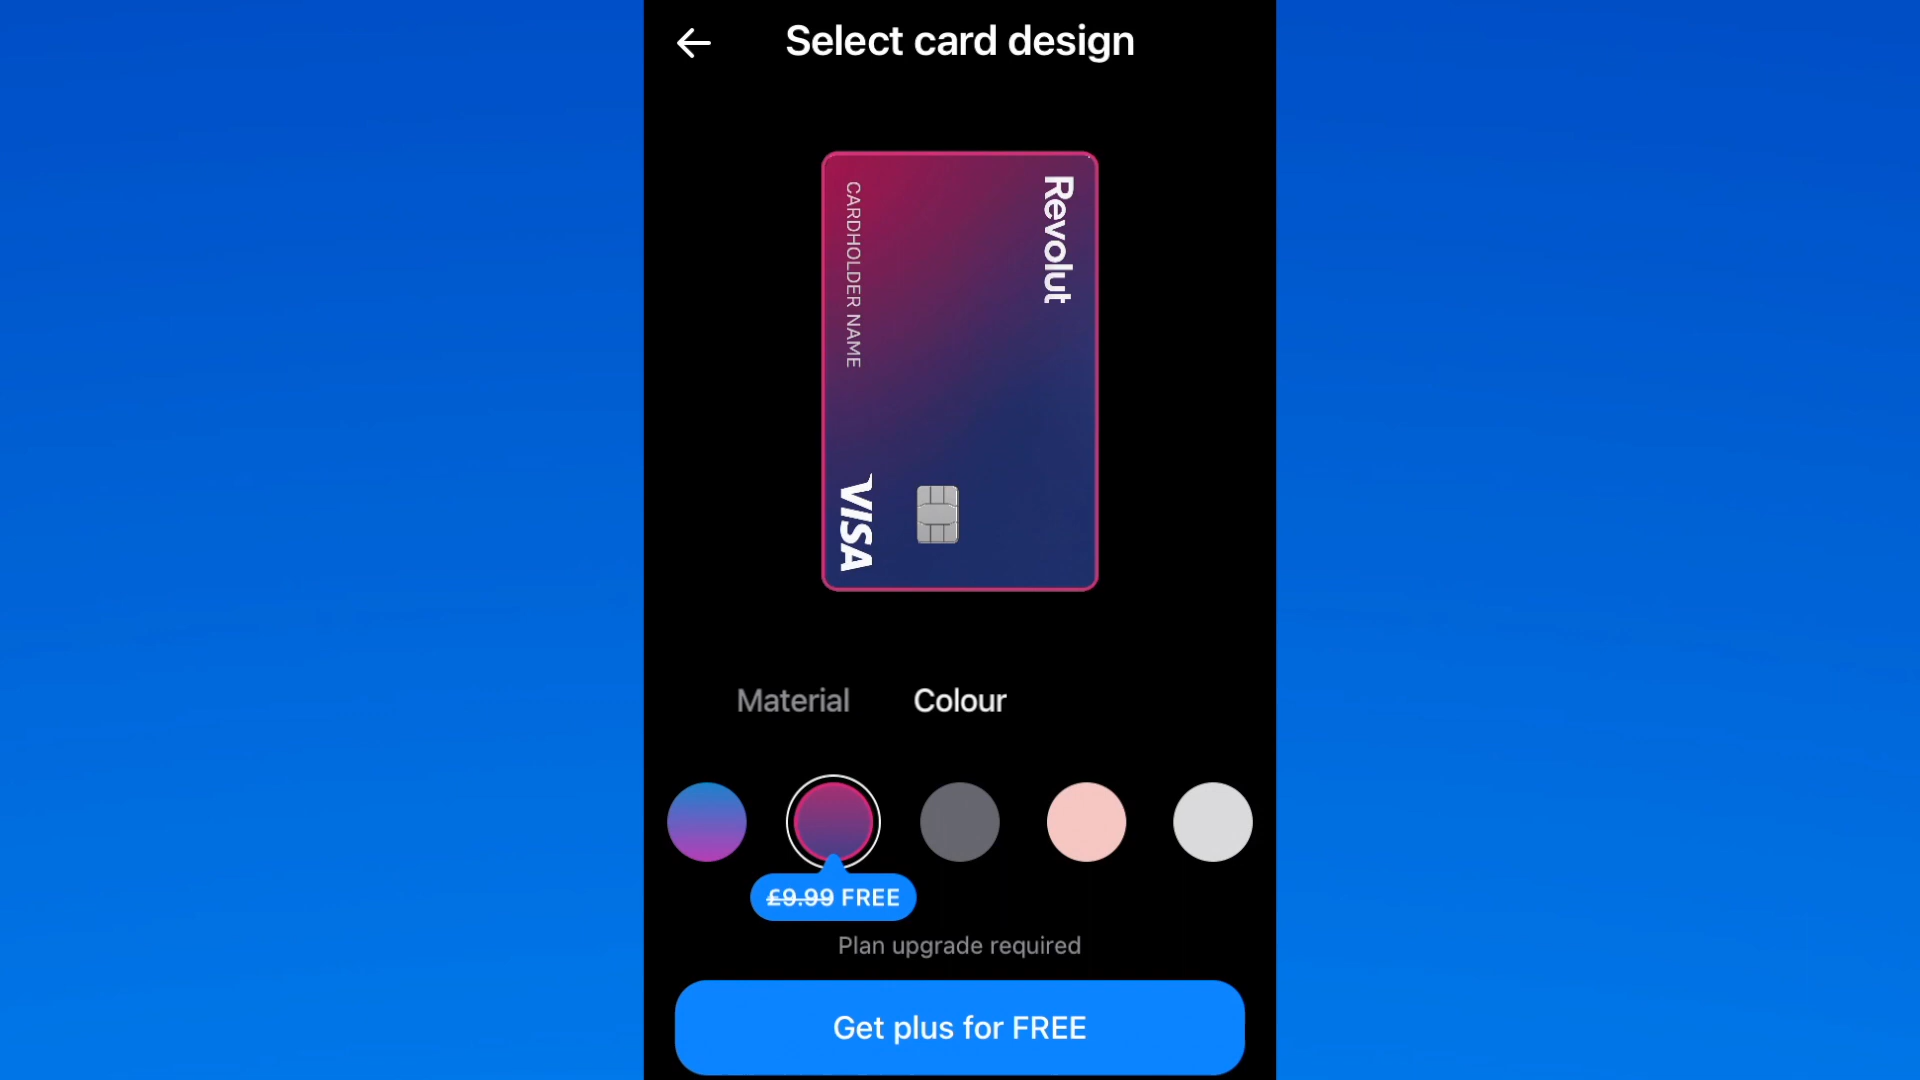 Select card design
Revolut
CARDHOLDER NAME
VISA
Material
Colour
£9.99 FREE
Plan upgrade required
Get plus for FREE